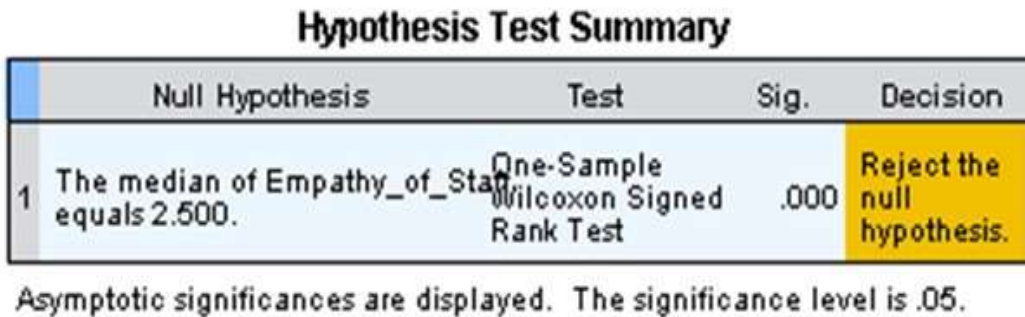 Hypothesis Test Summary
Null Hypothesis Test Sig. Decision
1 The median of Empathy_of_Staff equals 2.500. One-Sample Wilcoxon Signed Rank Test .000 Reject the null hypothesis.
Asymptotic significances are displayed. The significance level is .05.